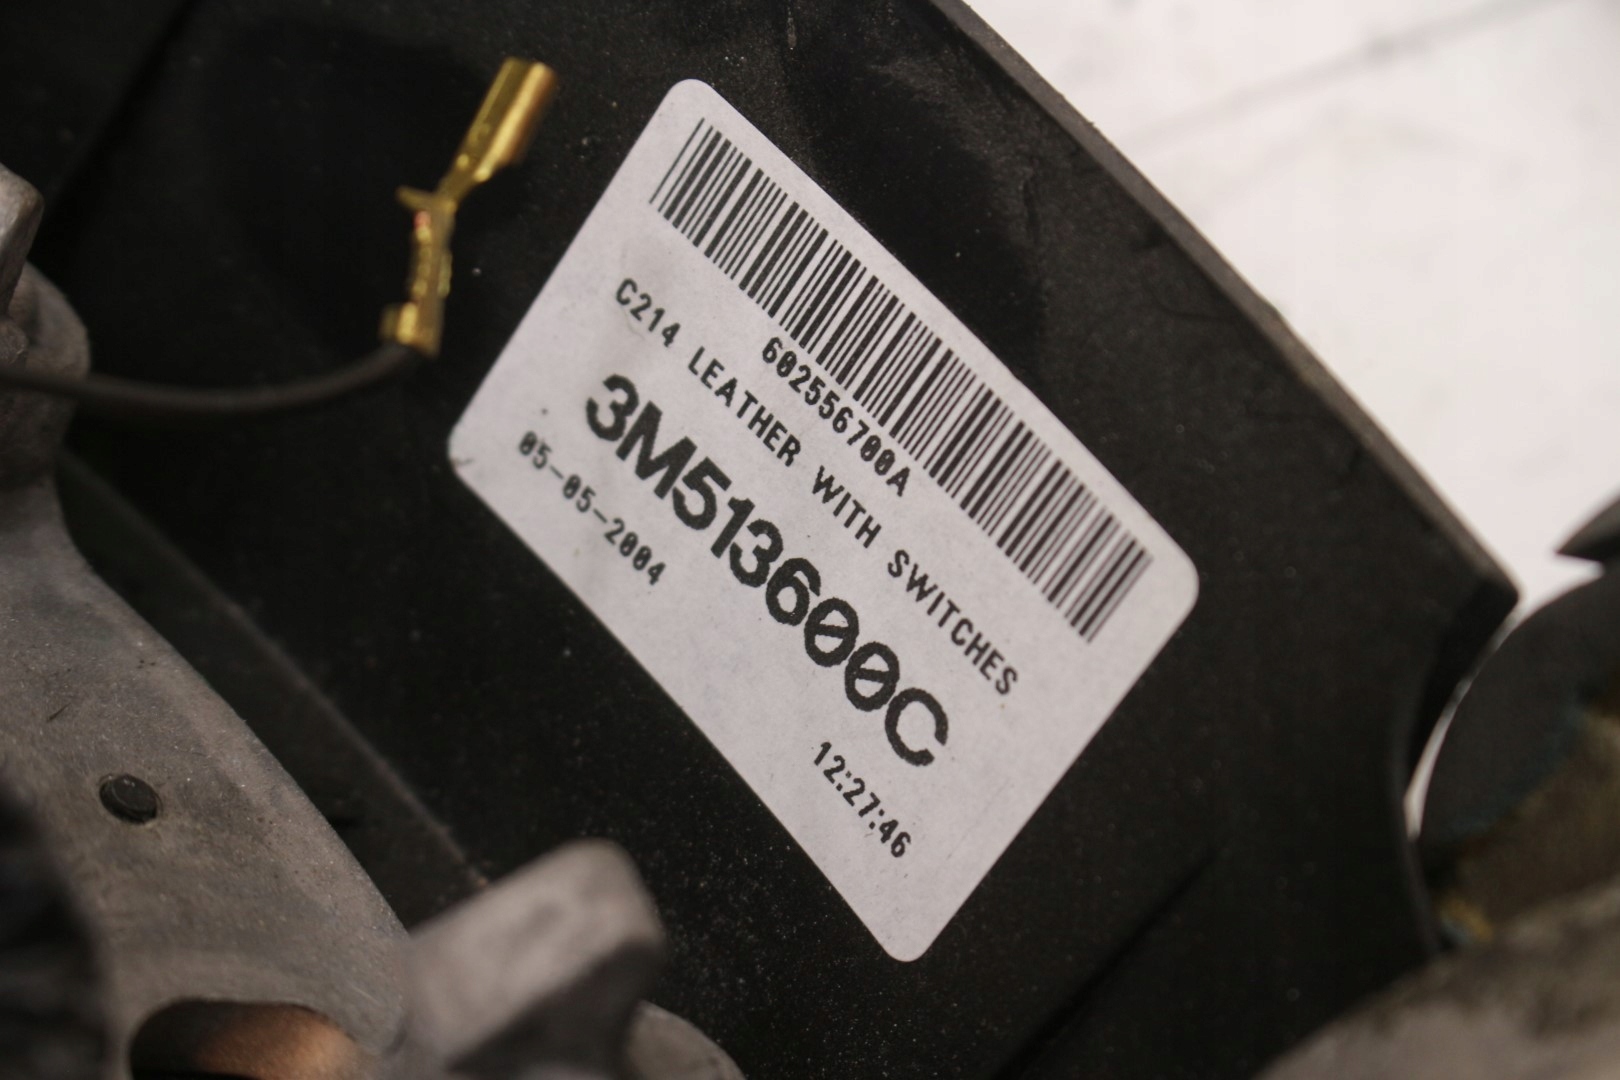 602556700A
C214 LEATHER WITH SWITCHES
3M513600C
05-05-2004 12:27:46